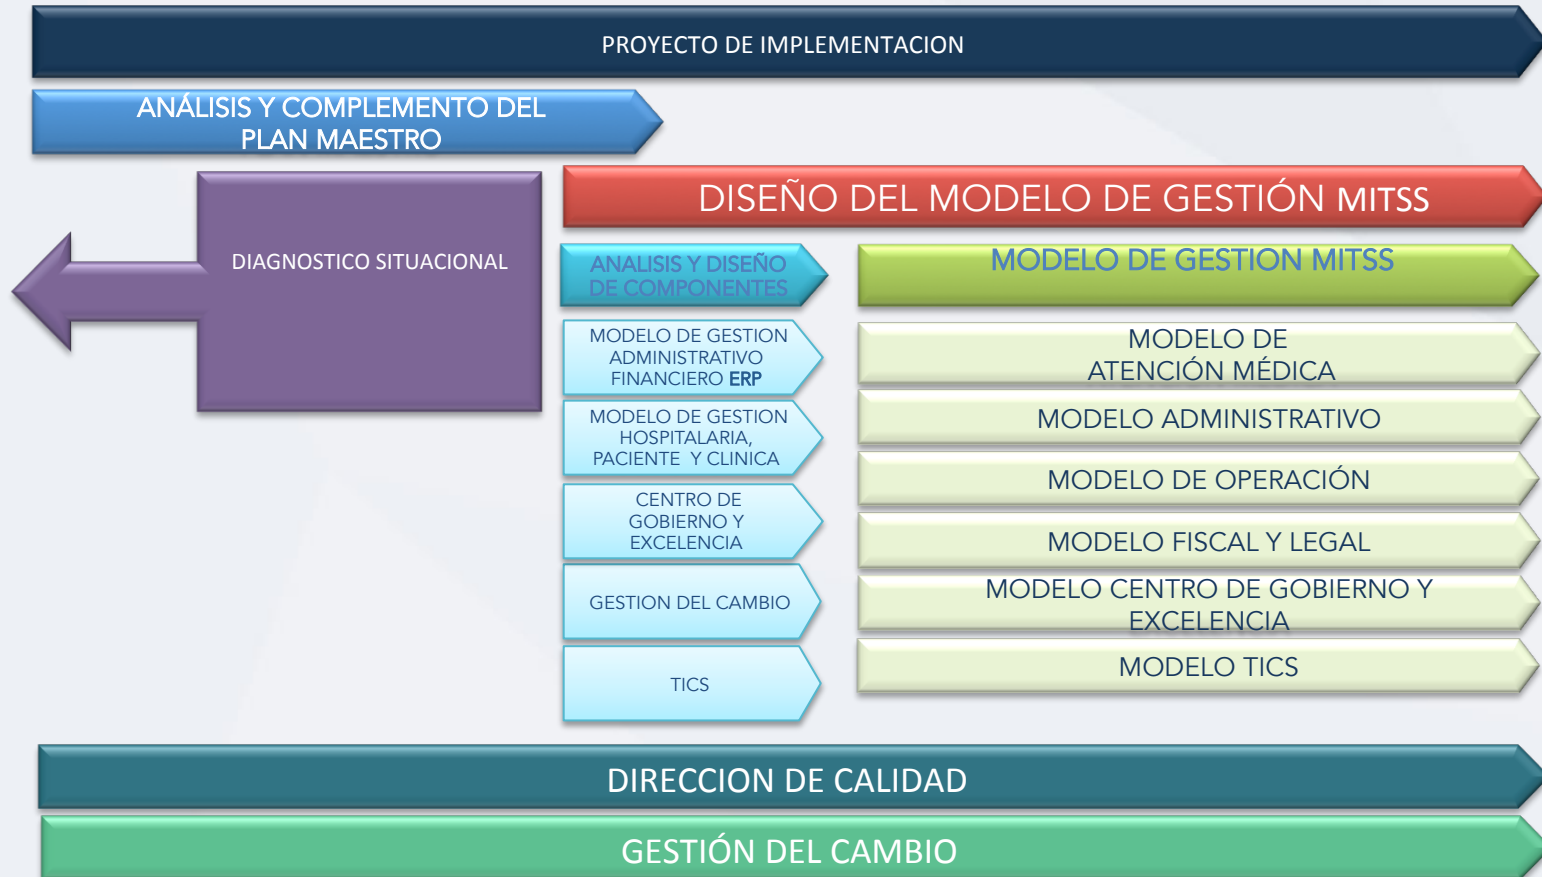 PROYECTO DE IMPLEMENTACION
ANÁLISIS Y COMPLEMENTO DEL
PLAN MAESTRO
DIAGNOSTICO SITUACIONAL
DISEÑO DEL MODELO DE GESTIÓN MITSS
ANALISIS Y DISEÑO
DE COMPONENTES
MODELO DE GESTION
ADMINISTRATIVO
FINANCIERO ERP
MODELO DE GESTION
HOSPITALARIA,
PACIENTE Y CLINICA
CENTRO DE
GOBIERNO Y
EXCELENCIA
GESTION DEL CAMBIO
TICS
MODELO DE GESTION MITSS
MODELO DE
ATENCIÓN MÉDICA
MODELO ADMINISTRATIVO
MODELO DE OPERACIÓN
MODELO FISCAL Y LEGAL
MODELO CENTRO DE GOBIERNO Y
EXCELENCIA
MODELO TICS
DIRECCION DE CALIDAD
GESTIÓN DEL CAMBIO